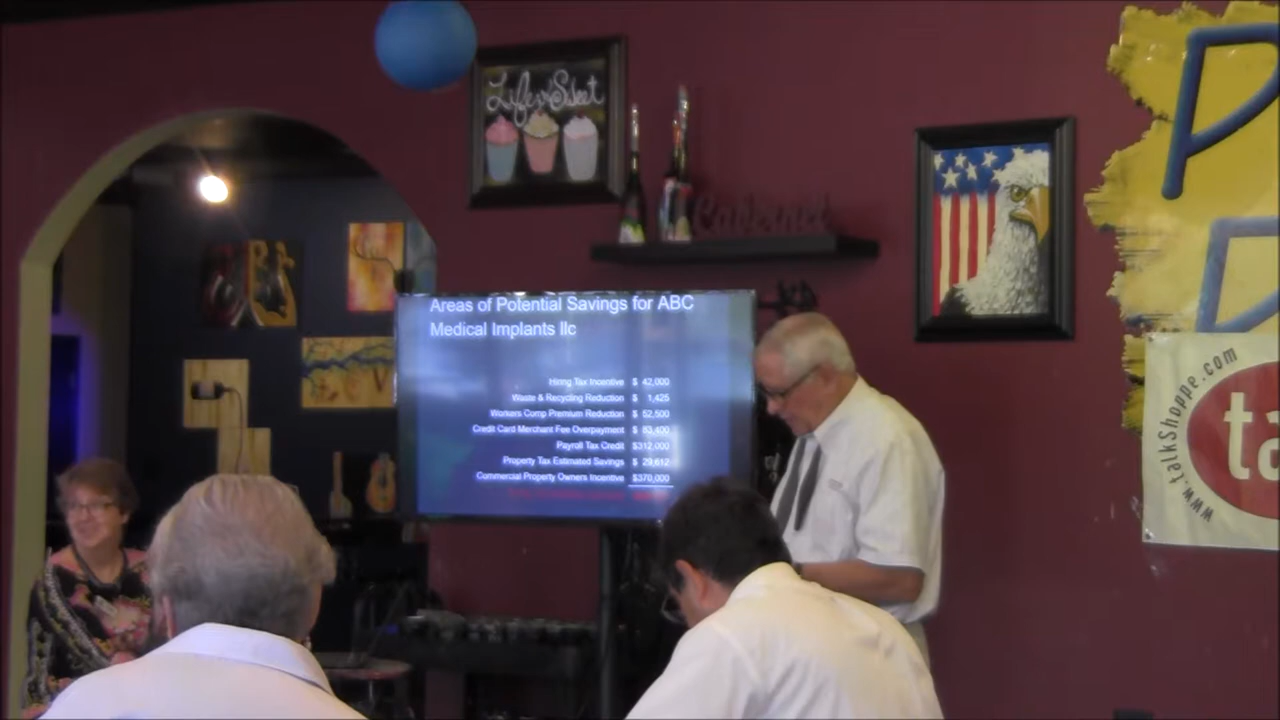 Life is Sweet
Cabernet
P
Areas of Potential Savings for ABC
Medical Implants llc
Hiring Tax Incentive $ 42,000
Waste & Recycling Reduction $ 1,425
Workers Comp Premium Reduction $ 52,500
Credit Card Merchant Fee Overpayment $ 83,400
Payroll Tax Credit $312,000
Property Tax Estimated Savings $ 29,612
Commercial Property Owners Incentive $370,000
www.talkShoppe.com
ta